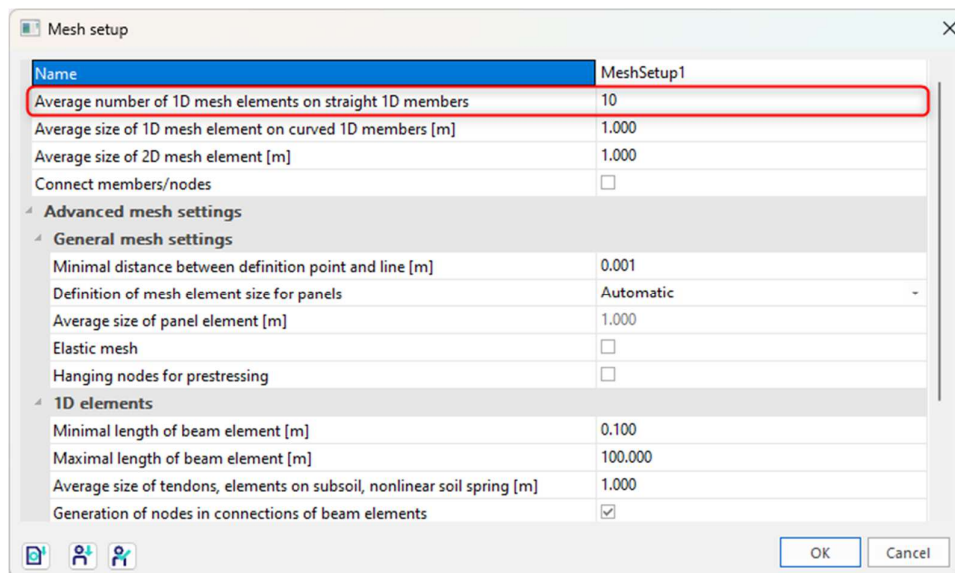 Mesh setup
Name MeshSetup1
Average number of 1D mesh elements on straight 1D members 10
Average size of 1D mesh element on curved 1D members [m] 1.000
Average size of 2D mesh element [m] 1.000
Connect members/nodes
Advanced mesh settings
General mesh settings
Minimal distance between definition point and line [m] 0.001
Definition of mesh element size for panels Automatic
Average size of panel element [m] 1.000
Elastic mesh
Hanging nodes for prestressing
1D elements
Minimal length of beam element [m] 0.100
Maximal length of beam element [m] 100.000
Average size of tendons, elements on subsoil, nonlinear soil spring [m] 1.000
Generation of nodes in connections of beam elements
OK Cancel